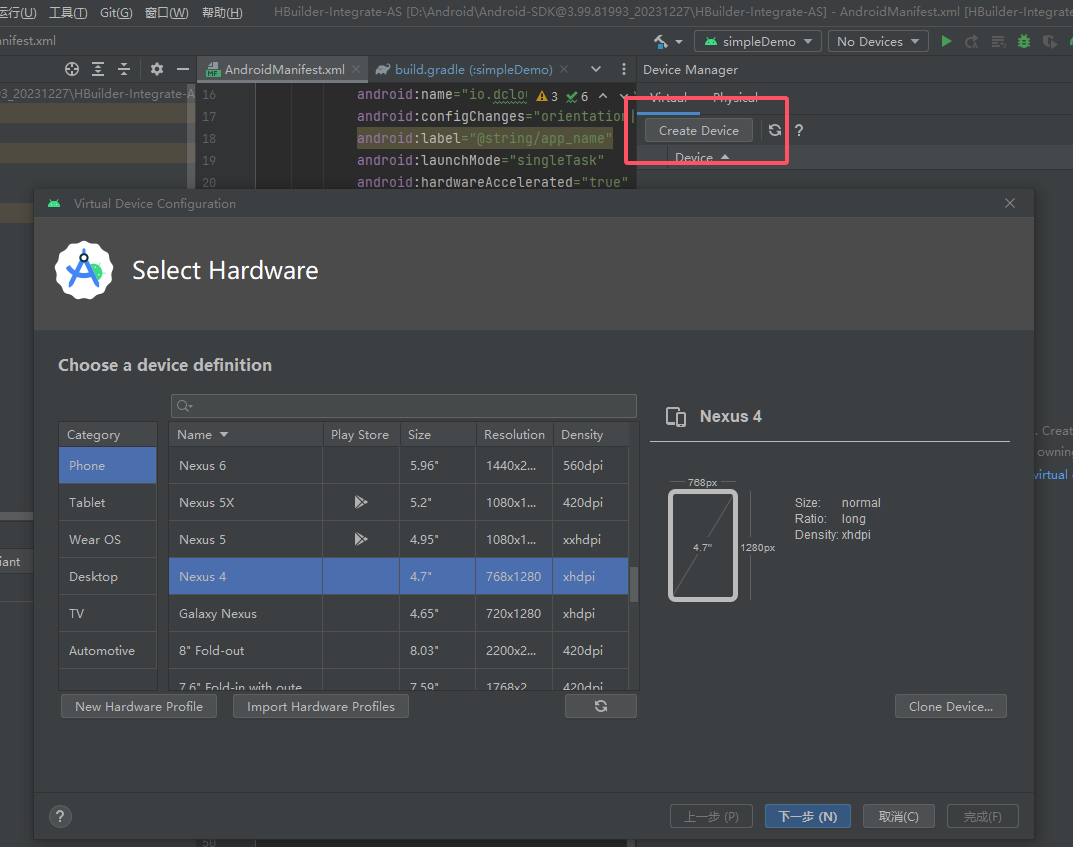 运行(U) 工具(T) Git(G) 窗口(W) 帮助(H) HBuilder-Integrate-AS [D:\Android\Android-SDK@3.99.81993_20231227\HBuilder-Integrate-AS] - AndroidManifest.xml [HBuilder-Integrate
anifest.xml
simpleDemo No Devices
AndroidManifest.xml build.gradle (:simpleDemo) Device Manager
93_20231227\HBuilder-Integrate-A
16 android:name="io.dclou 3 6
17 android:configChanges="orientation
18 android:label="@string/app_name"
19 android:launchMode="singleTask"
20 android:hardwareAccelerated="true"
Virtual Physical
Create Device ?
Device
Virtual Device Configuration
Select Hardware
Choose a device definition
Category Name Play Store Size Resolution Density
Phone Nexus 6 5.96" 1440x2... 560dpi
Tablet Nexus 5X 5.2" 1080x1... 420dpi
Wear OS Nexus 5 4.95" 1080x1... xxhdpi
Desktop Nexus 4 4.7" 768x1280 xhdpi
TV Galaxy Nexus 4.65" 720x1280 xhdpi
Automotive 8" Fold-out 8.03" 2200x2... 420dpi
7.6" Fold-in with oute 7.59" 1768x2 420dpi
Nexus 4
768px
4.7"
1280px
Size: normal
Ratio: long
Density: xhdpi
New Hardware Profile Import Hardware Profiles Clone Device...
. Creat
owning
virtual
iant
? 上一步 (P) 下一步 (N) 取消(C) 完成(F)
50